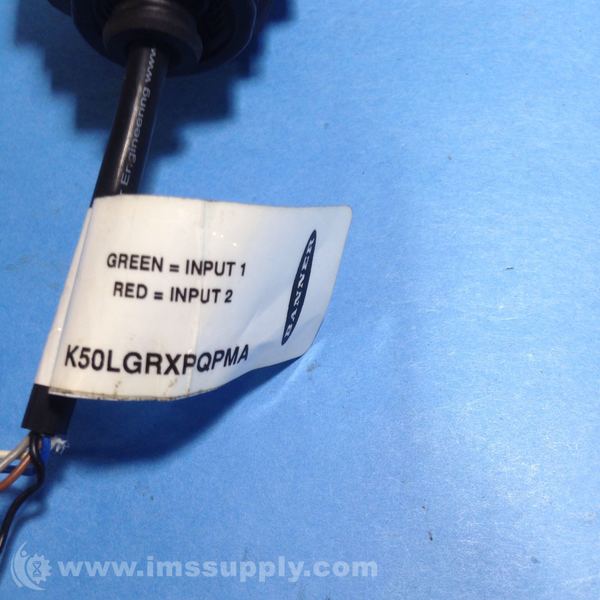 Engineering www.
GREEN = INPUT 1
RED = INPUT 2
BANNER
K50LGRXPQPMA
www.imssupply.com